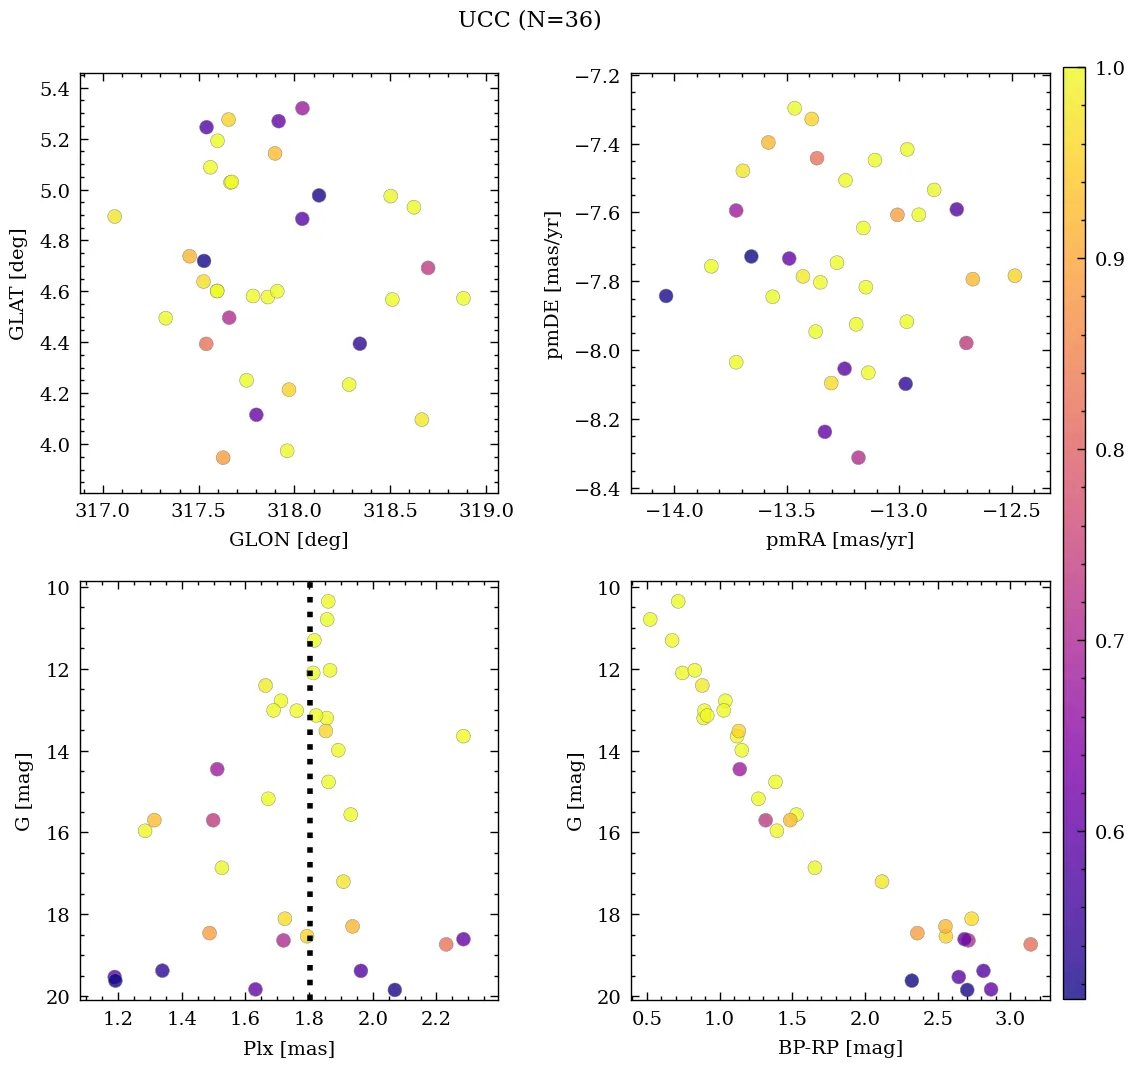 UCC (N=36)
5.4
5.2
5.0
4.8
4.6
4.4
4.2
4.0
GLAT [deg]
317.0 317.5 318.0 318.5 319.0
GLON [deg]
−7.2
−7.4
−7.6
−7.8
−8.0
−8.2
−8.4
pmDE [mas/yr]
−14.0 −13.5 −13.0 −12.5
pmRA [mas/yr]
1.0
0.9
0.8
0.7
0.6
10
12
14
16
18
20
G [mag]
1.2 1.4 1.6 1.8 2.0 2.2
Plx [mas]
10
12
14
16
18
20
G [mag]
0.5 1.0 1.5 2.0 2.5 3.0
BP-RP [mag]